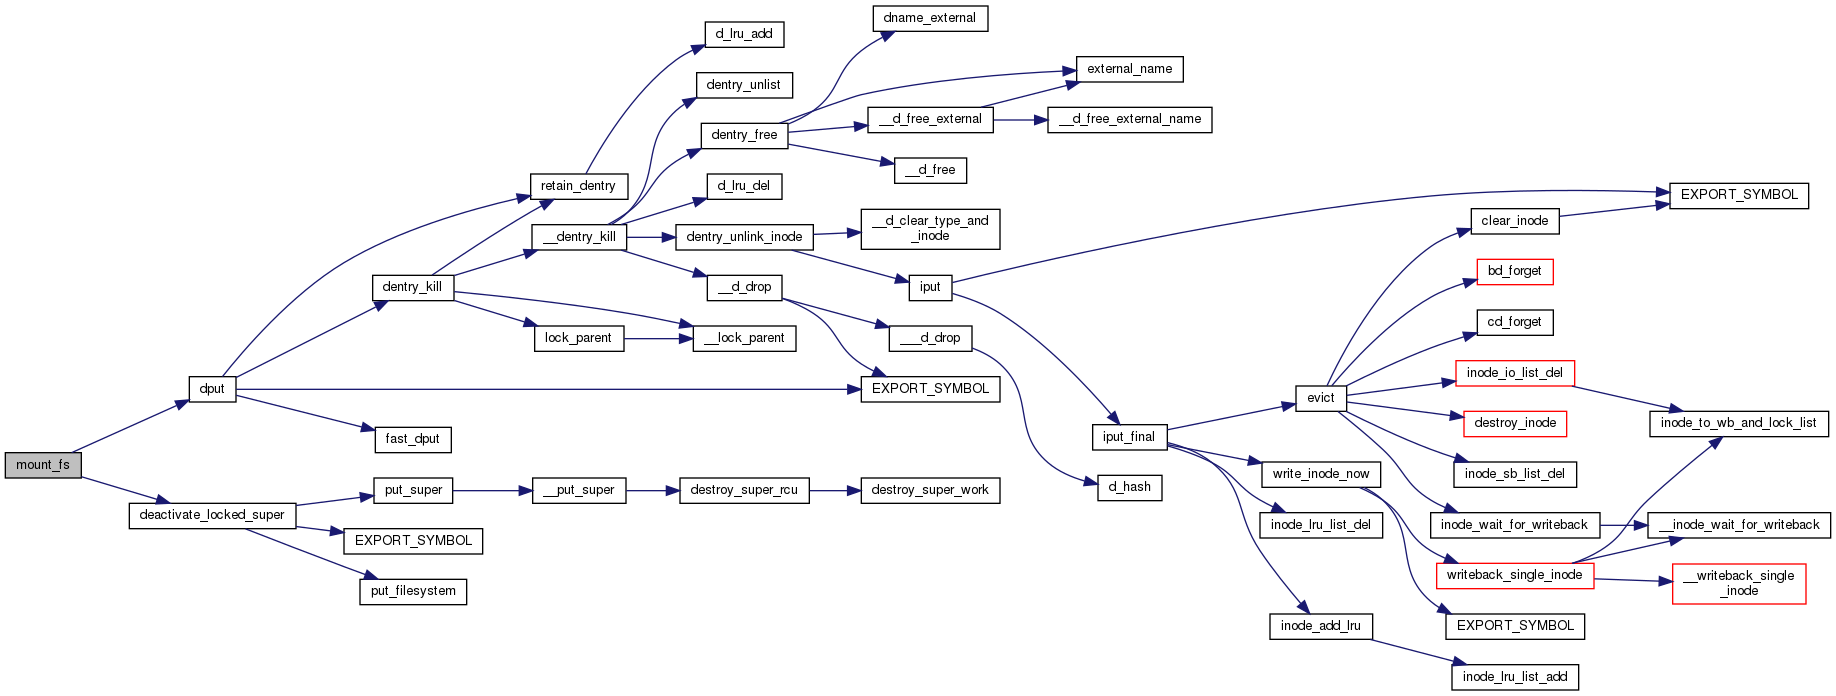 mount_fs
dput
deactivate_locked_super
retain_dentry
dentry_kill
EXPORT_SYMBOL
fast_dput
put_super
EXPORT_SYMBOL
put_filesystem
d_lru_add
__dentry_kill
lock_parent
__lock_parent
__put_super
destroy_super_rcu
destroy_super_work
dentry_unlist
dentry_free
d_lru_del
dentry_unlink_inode
__d_drop
dname_external
external_name
__d_free_external
__d_free_external_name
__d_free
__d_clear_type_and
_inode
iput
___d_drop
d_hash
EXPORT_SYMBOL
iput_final
evict
write_inode_now
inode_lru_list_del
inode_add_lru
clear_inode
bd_forget
cd_forget
inode_io_list_del
destroy_inode
inode_sb_list_del
inode_wait_for_writeback
writeback_single_inode
EXPORT_SYMBOL
inode_lru_list_add
inode_to_wb_and_lock_list
__inode_wait_for_writeback
__writeback_single
_inode